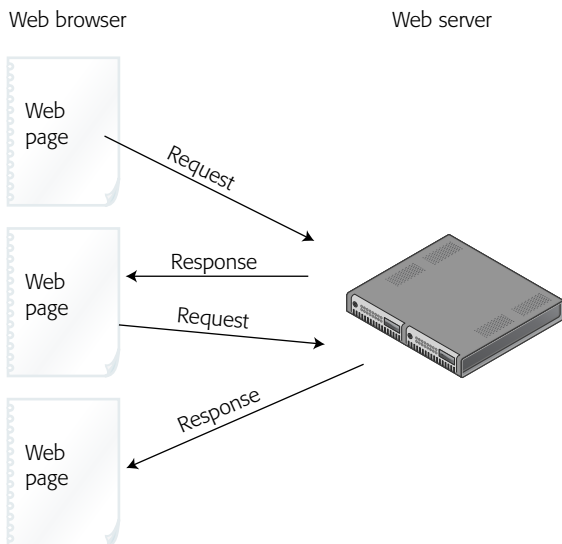 Web browser
Web server
Web
page
Request
Response
Web
page
Request
Response
Web
page